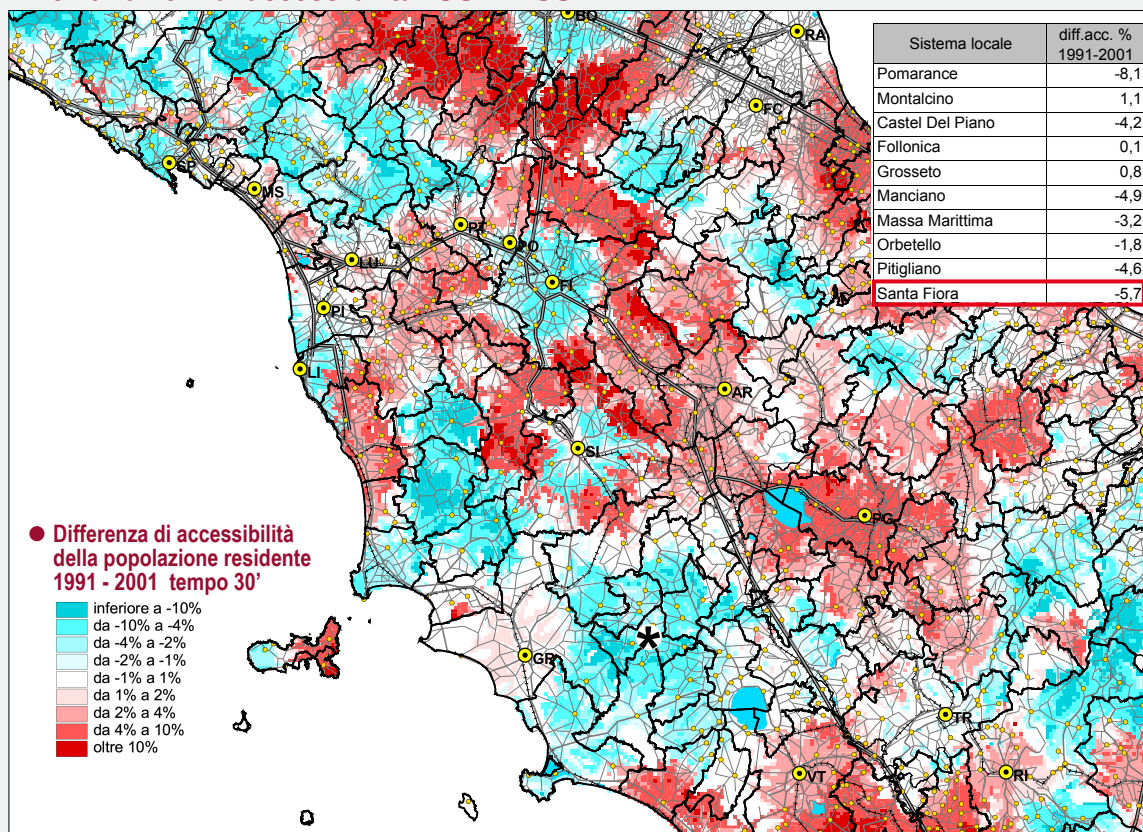 Sistema locale diff.acc. % 1991-2001
Pomarance -8,1
Montalcino 1,1
Castel Del Piano -4,2
Follonica 0,1
Grosseto 0,8
Manciano -4,9
Massa Marittima -3,2
Orbetello -1,8
Pitigliano -4,6
Santa Fiora -5,7
BO
RA
FC
SP
MS
PT
PO
LU
FI
PI
LI
AR
SI
PG
GR
TR
VT
RI
*
Differenza di accessibilità
della popolazione residente
1991 - 2001 tempo 30'
inferiore a -10%
da -10% a -4%
da -4% a -2%
da -2% a -1%
da -1% a 1%
da 1% a 2%
da 2% a 4%
da 4% a 10%
oltre 10%